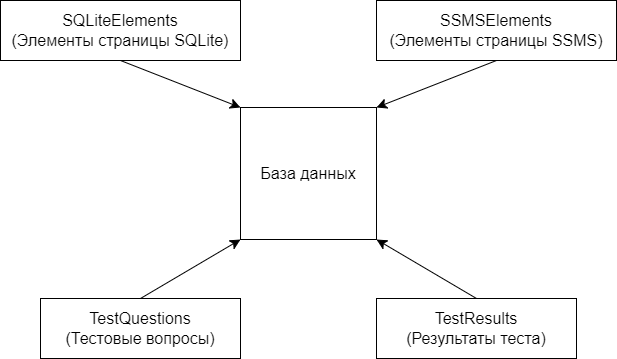 SQLiteElements
(Элементы страницы SQLite)
SSMSElements
(Элементы страницы SSMS)
База данных
TestQuestions
(Тестовые вопросы)
TestResults
(Результаты теста)